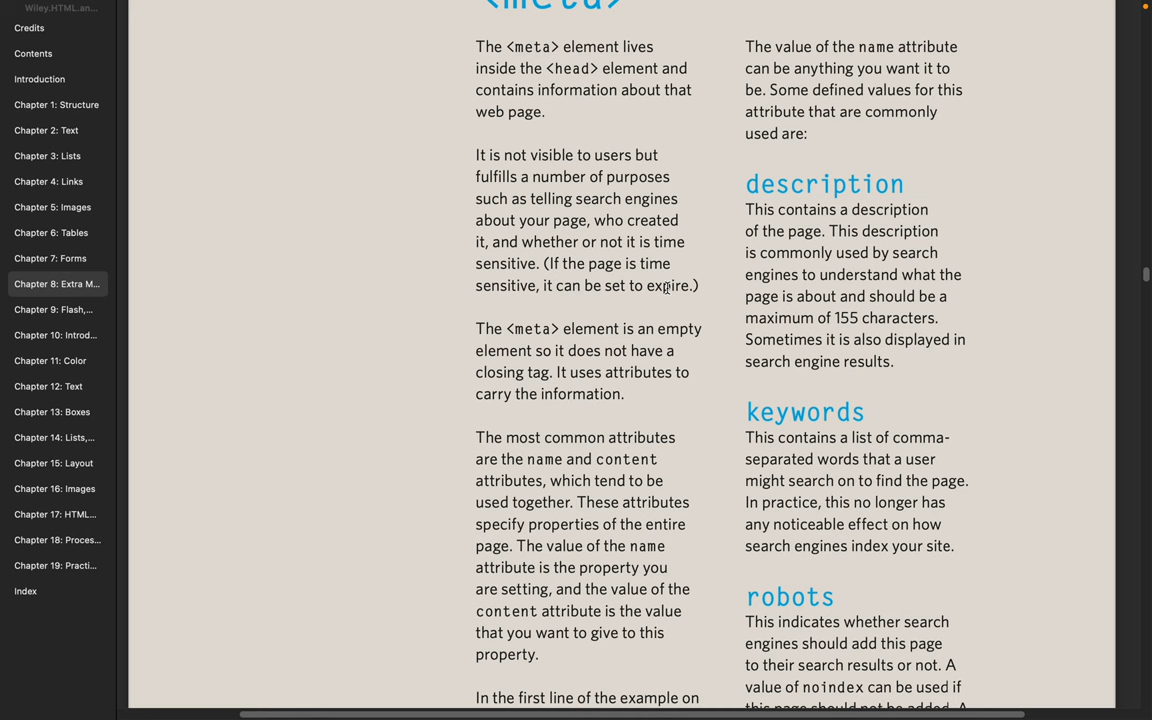 Wiley.HTML.an...
Credits
Contents
Introduction
Chapter 1: Structure
Chapter 2: Text
Chapter 3: Lists
Chapter 4: Links
Chapter 5: Images
Chapter 6: Tables
Chapter 7: Forms
Chapter 8: Extra M...
Chapter 9: Flash,...
Chapter 10: Introd...
Chapter 11: Color
Chapter 12: Text
Chapter 13: Boxes
Chapter 14: Lists,...
Chapter 15: Layout
Chapter 16: Images
Chapter 17: HTML...
Chapter 18: Proces...
Chapter 19: Practi...
Index
<meta>
The <meta> element lives
inside the <head> element and
contains information about that
web page.
It is not visible to users but
fulfills a number of purposes
such as telling search engines
about your page, who created
it, and whether or not it is time
sensitive. (If the page is time
sensitive, it can be set to expire.)
The <meta> element is an empty
element so it does not have a
closing tag. It uses attributes to
carry the information.
The most common attributes
are the name and content
attributes, which tend to be
used together. These attributes
specify properties of the entire
page. The value of the name
attribute is the property you
are setting, and the value of the
content attribute is the value
that you want to give to this
property.
In the first line of the example on
The value of the name attribute
can be anything you want it to
be. Some defined values for this
attribute that are commonly
used are:
description
This contains a description
of the page. This description
is commonly used by search
engines to understand what the
page is about and should be a
maximum of 155 characters.
Sometimes it is also displayed in
search engine results.
keywords
This contains a list of comma-
separated words that a user
might search on to find the page.
In practice, this no longer has
any noticeable effect on how
search engines index your site.
robots
This indicates whether search
engines should add this page
to their search results or not. A
value of noindex can be used if
this page should not be added. A